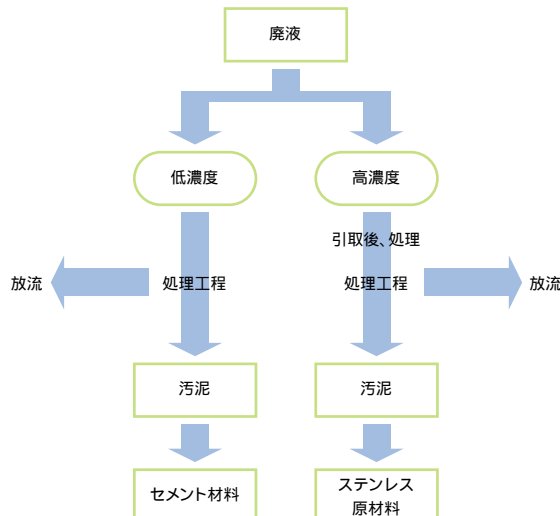 廃液
低濃度
高濃度
引取後、処理
放流
処理工程
処理工程
放流
汚泥
汚泥
セメント材料
ステンレス
原材料